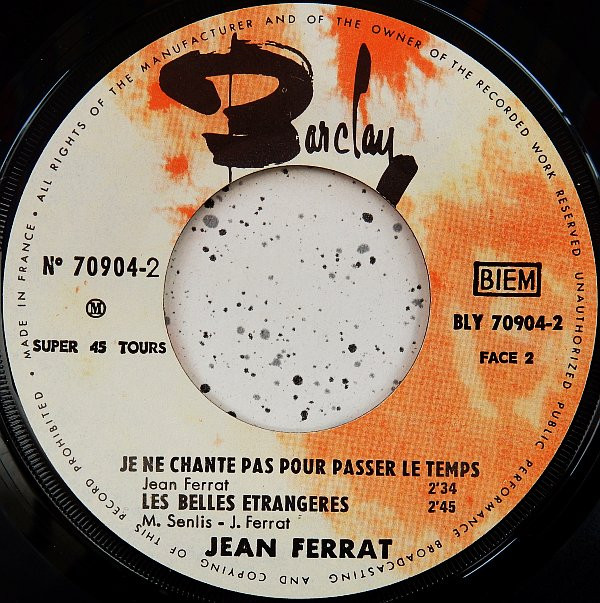 Barclay
MADE IN FRANCE • ALL RIGHTS OF THE MANUFACTURER AND OF THE OWNER OF THE RECORDED WORK RESERVED • UNAUTHORIZED PUBLIC PERFORMANCE BROADCASTING AND COPYING OF THIS RECORD PROHIBITED •
N° 70904-2
M
SUPER 45 TOURS
BIEM
BLY 70904-2
FACE 2
JE NE CHANTE PAS POUR PASSER LE TEMPS
Jean Ferrat 2'34
LES BELLES ETRANGERES 2'45
M. Senlis - J. Ferrat
JEAN FERRAT